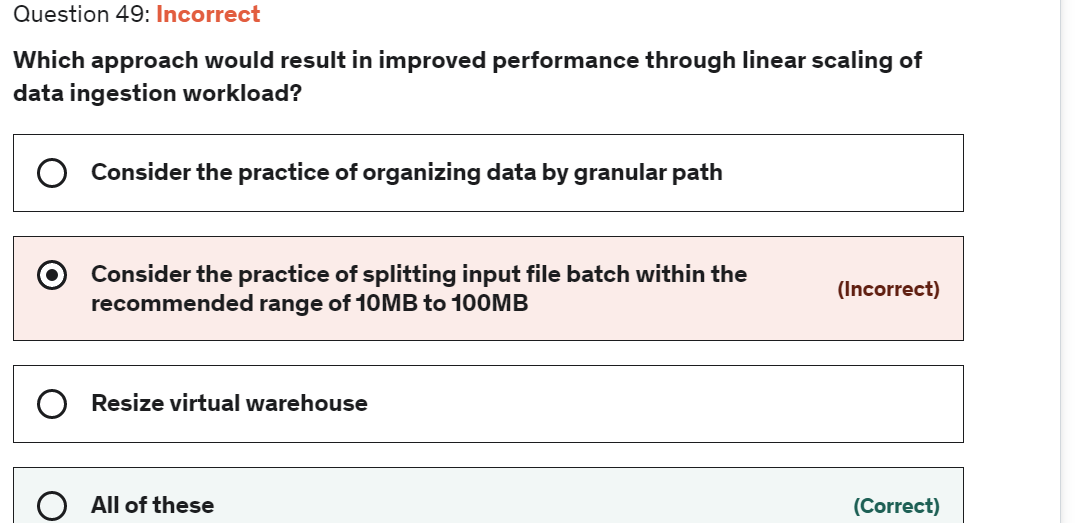 Question 49: Incorrect
Which approach would result in improved performance through linear scaling of
data ingestion workload?
Consider the practice of organizing data by granular path
Consider the practice of splitting input file batch within the
recommended range of 10MB to 100MB
(Incorrect)
Resize virtual warehouse
All of these
(Correct)